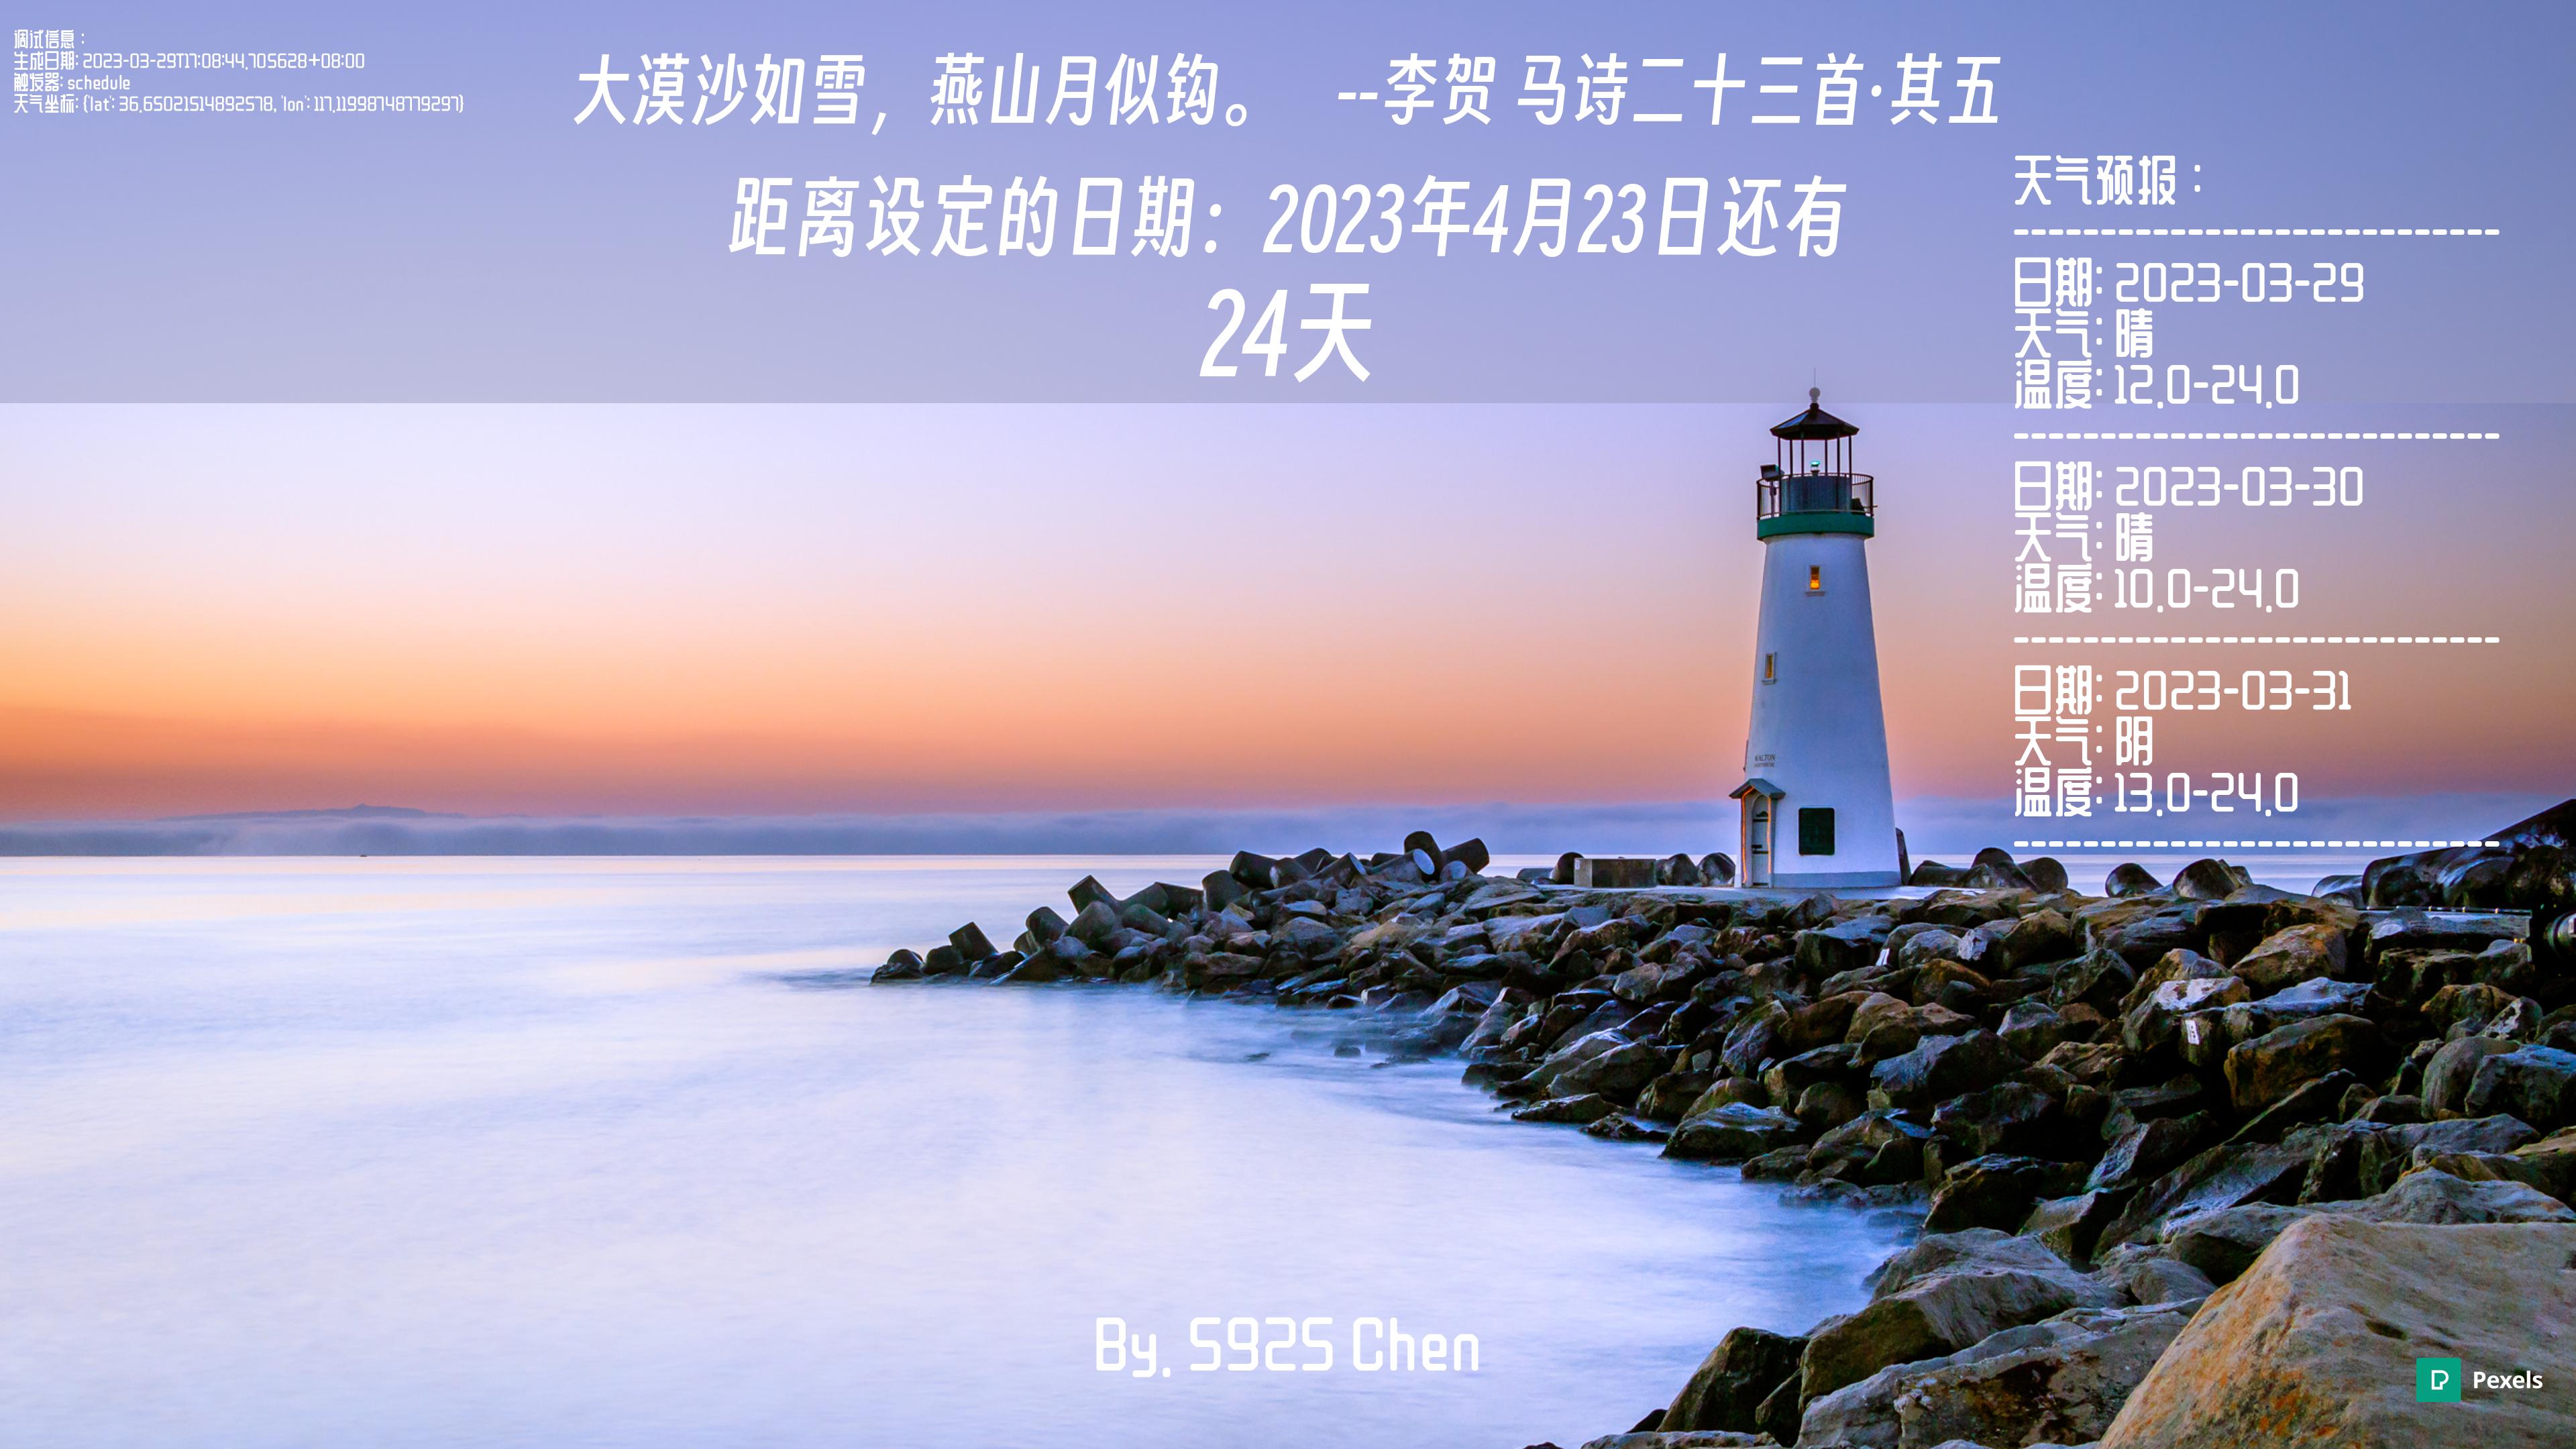 调试信息：
生成日期: 2023-03-29T17:08:44.705628+08:00
触发器: schedule
天气坐标: {'lat': 36.65021514892578, 'lon': 117.11998748779297}
大漠沙如雪，燕山月似钩。 --李贺 马诗二十三首·其五
距离设定的日期：2023年4月23日还有
24天
天气预报：
----------------------------
日期: 2023-03-29
天气: 晴
温度: 12.0-24.0
----------------------------
日期: 2023-03-30
天气: 晴
温度: 10.0-24.0
----------------------------
日期: 2023-03-31
天气: 阴
温度: 13.0-24.0
----------------------------
WALTON
By. S92S Chen
Pexels